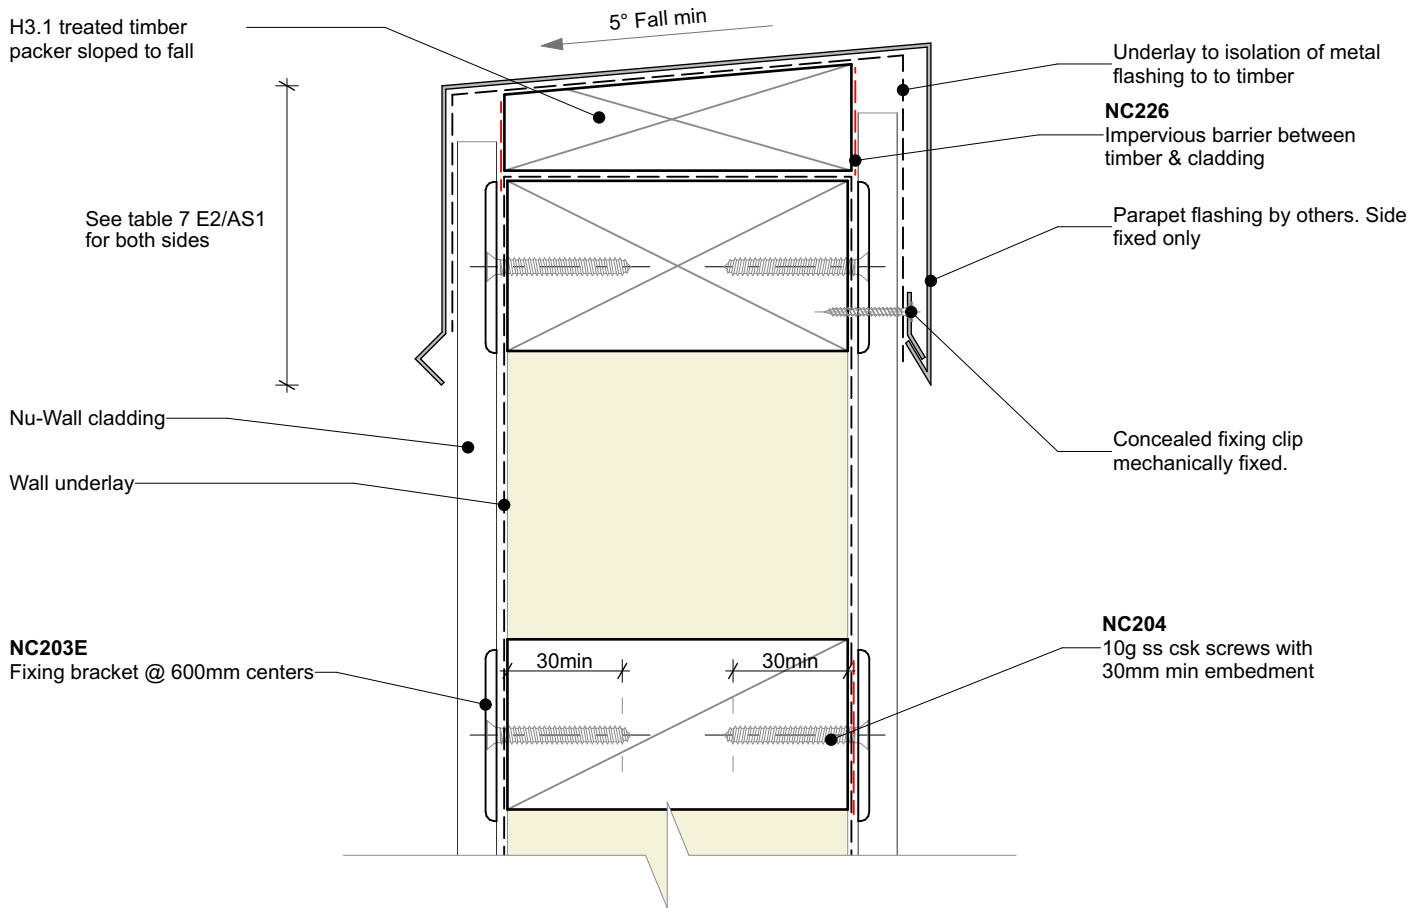 H3.1 treated timber
packer sloped to fall
5° Fall min
Underlay to isolation of metal
flashing to to timber
NC226
Impervious barrier between
timber & cladding
See table 7 E2/AS1
for both sides
Parapet flashing by others. Side
fixed only
Nu-Wall cladding
Concealed fixing clip
mechanically fixed.
Wall underlay
NC203E
Fixing bracket @ 600mm centers
30min
30min
NC204
10g ss csk screws with
30mm min embedment